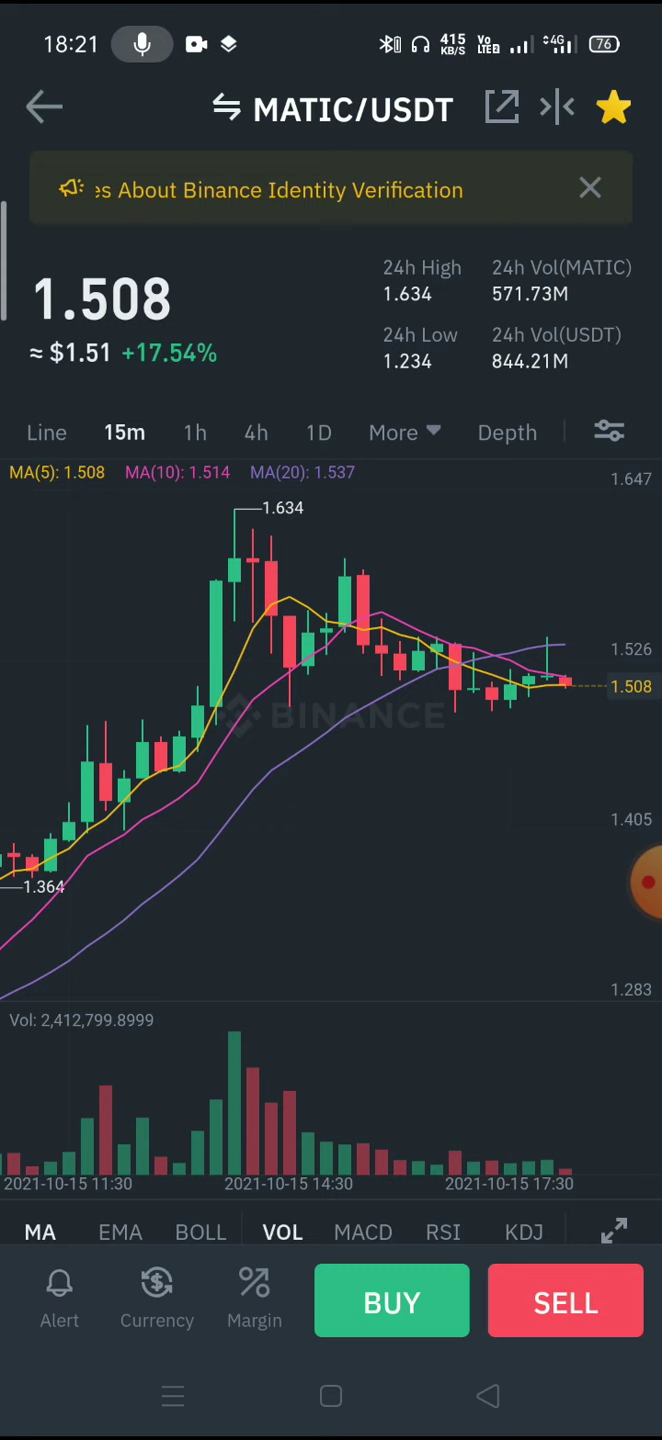 18:21
415
KB/S
Vo
LTE2
4G
76
MATIC/USDT
es About Binance Identity Verification
1.508
≈ $1.51 +17.54%
24h High
1.634
24h Vol(MATIC)
571.73M
24h Low
1.234
24h Vol(USDT)
844.21M
Line 15m 1h 4h 1D More Depth
MA(5): 1.508 MA(10): 1.514 MA(20): 1.537
1.647
1.634
1.526
1.508
BINANCE
1.405
1.364
1.283
Vol: 2,412,799.8999
2021-10-15 11:30 2021-10-15 14:30 2021-10-15 17:30
MA EMA BOLL VOL MACD RSI KDJ
Alert Currency Margin BUY SELL